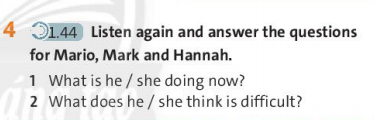 4 1.44 Listen again and answer the questions
for Mario, Mark and Hannah.
1 What is he / she doing now?
2 What does he / she think is difficult?